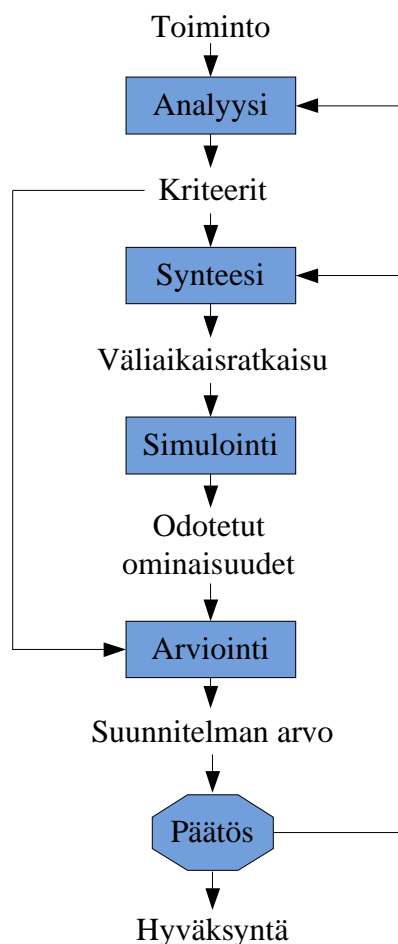 Toiminto
Analyysi
Kriteerit
Synteesi
Väliaikaisratkaisu
Simulointi
Odotetut
ominaisuudet
Arviointi
Suunnitelman arvo
Päätös
Hyväksyntä